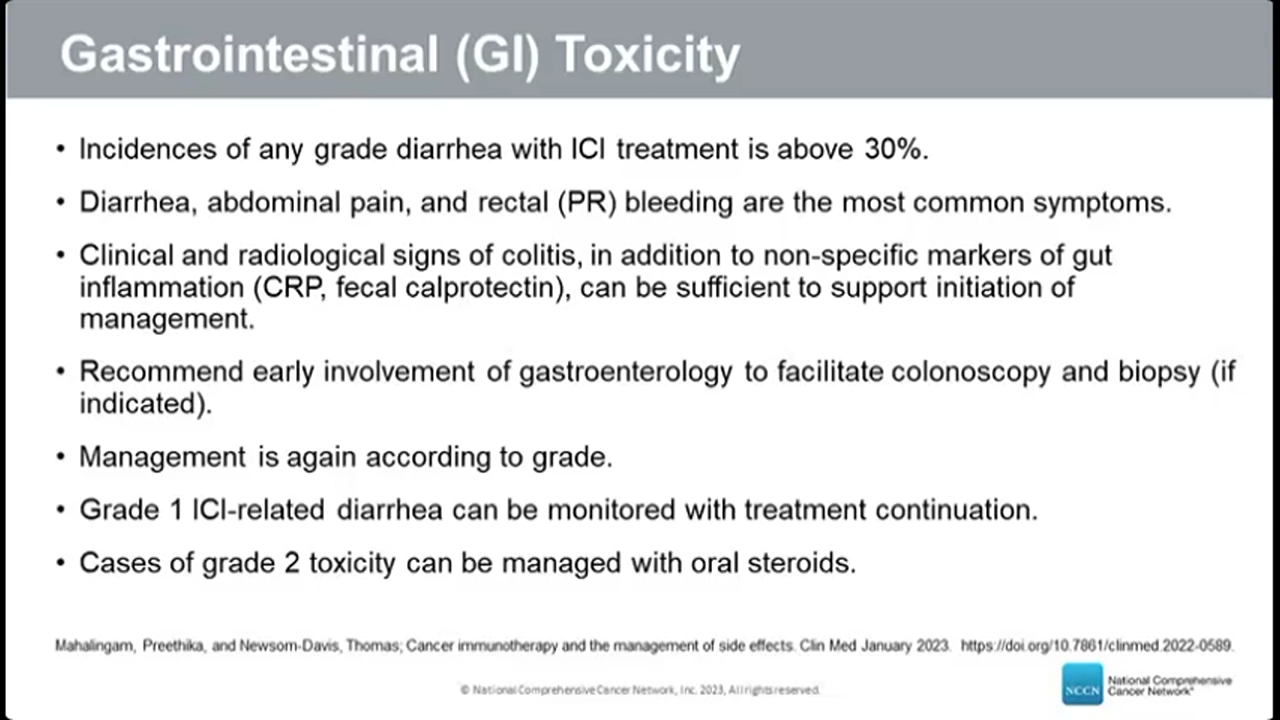 Gastrointestinal (GI) Toxicity
• Incidences of any grade diarrhea with ICI treatment is above 30%.
• Diarrhea, abdominal pain, and rectal (PR) bleeding are the most common symptoms.
• Clinical and radiological signs of colitis, in addition to non-specific markers of gut
inflammation (CRP, fecal calprotectin), can be sufficient to support initiation of
management.
• Recommend early involvement of gastroenterology to facilitate colonoscopy and biopsy (if
indicated).
• Management is again according to grade.
• Grade 1 ICI-related diarrhea can be monitored with treatment continuation.
• Cases of grade 2 toxicity can be managed with oral steroids.
Mahalingam, Preethika, and Newsom-Davis, Thomas; Cancer immunotherapy and the management of side effects. Clin Med January 2023. https://doi.org/10.7861/clinmed.2022-0589.
© National Comprehensive Cancer Network, Inc. 2023, All rights reserved.
NCCN
National Comprehensive
Cancer Network®